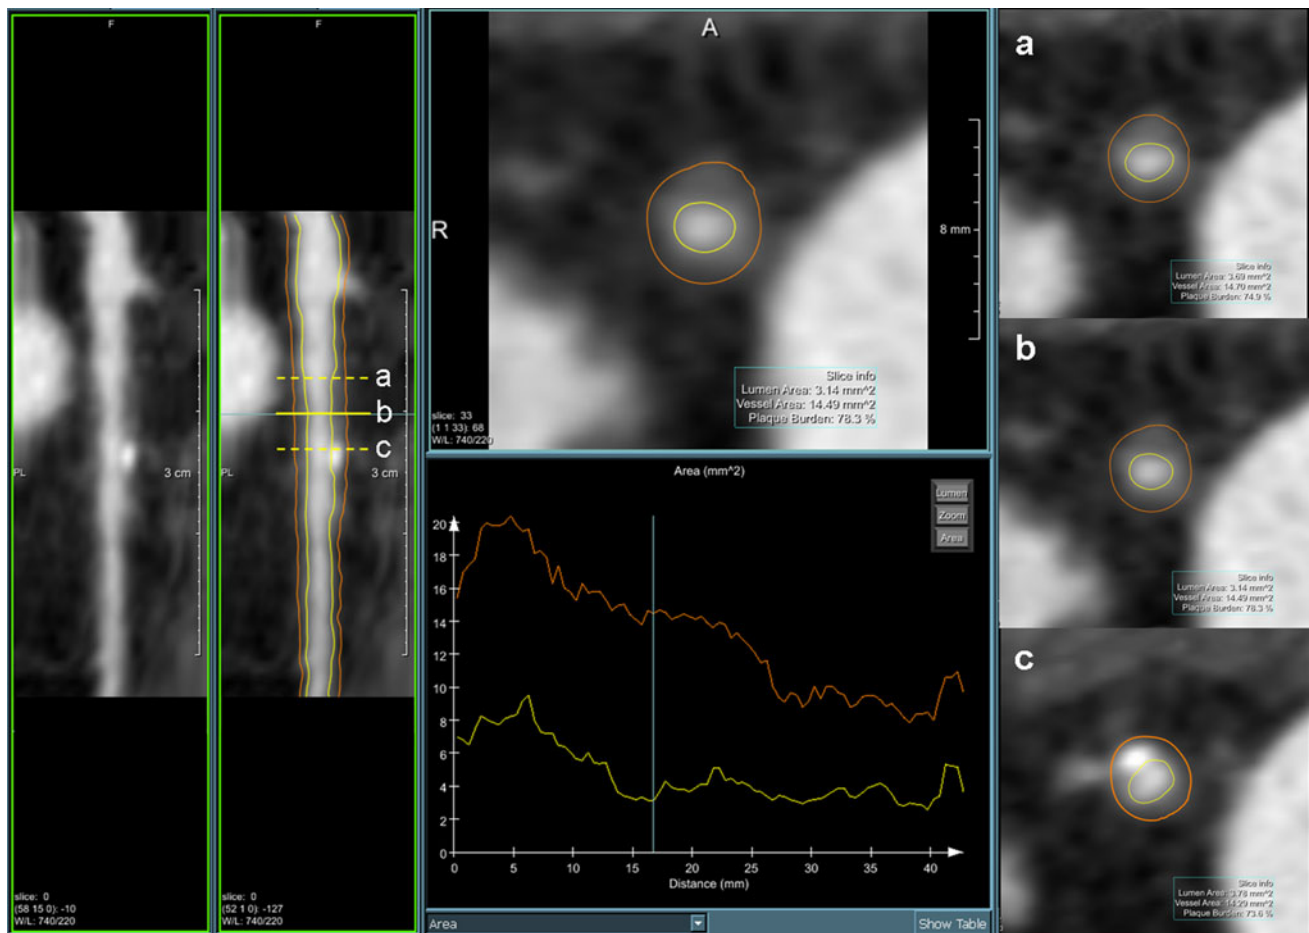 F
PL
3 cm
slice: 0
(58 15 0): -10
W/L: 740/220
F
a
b
c
3 cm
slice: 0
(52 1 0): -127
W/L: 740/220
A
R
8 mm
Slice info
Lumen Area: 3.14 mm^2
Vessel Area: 14.49 mm^2
Plaque Burden: 78.3 %
slice: 33
(1 1 33): 68
W/L: 740/220
Area (mm^2)
Lumen
Zoom
Area
20
18
16
14
12
10
8
6
4
2
0
0 5 10 15 20 25 30 35 40
Distance (mm)
Area
Show Table
a
Slice info
Lumen Area: 3.69 mm^2
Vessel Area: 14.70 mm^2
Plaque Burden: 74.9 %
b
Slice info
Lumen Area: 3.14 mm^2
Vessel Area: 14.49 mm^2
Plaque Burden: 78.3 %
c
Slice info
Lumen Area: 3.78 mm^2
Vessel Area: 14.29 mm^2
Plaque Burden: 73.6 %